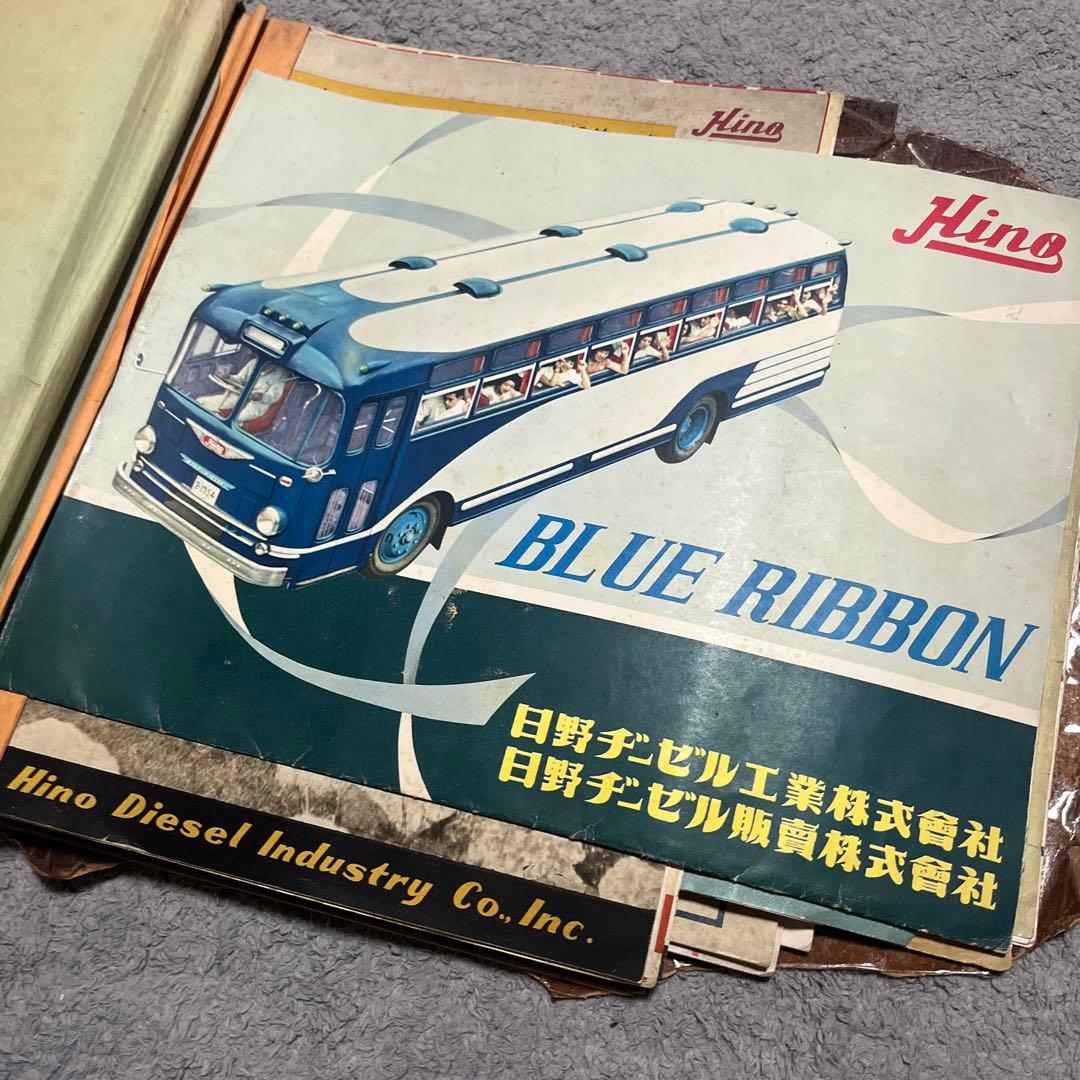 Hino
Hino
Hino
BLUE RIBBON
日野ヂーゼル工業株式會社
日野ヂーゼル販賣株式會社
Hino Diesel Industry Co., Inc.